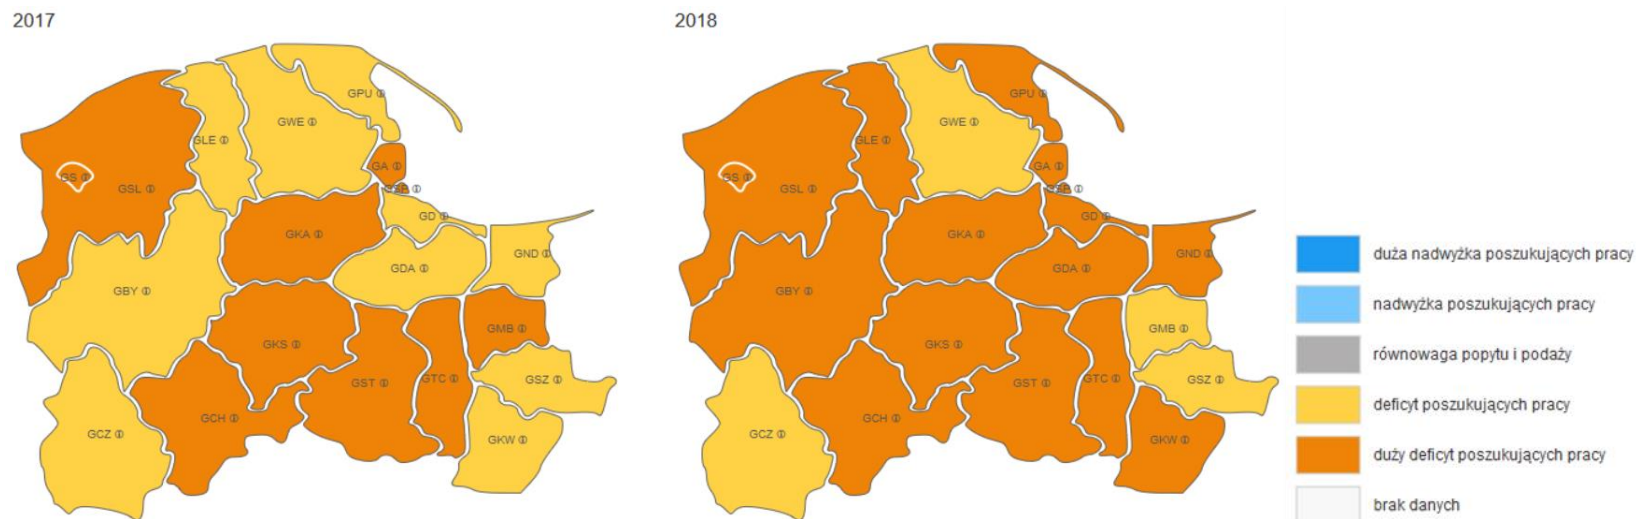 2017
GPU
GWE
GLE
GA
GS
GSL
GSP
GD
GKA
GND
GDA
GBY
GMB
GKS
GSZ
GST
GTC
GCH
GCZ
GKW
2018
GPU
GWE
GLE
GA
GS
GSL
GSP
GD
GKA
GND
GDA
GBY
GMB
GKS
GSZ
GST
GTC
GCH
GCZ
GKW
duża nadwyżka poszukujących pracy
nadwyżka poszukujących pracy
równowaga popytu i podaży
deficyt poszukujących pracy
duży deficyt poszukujących pracy
brak danych